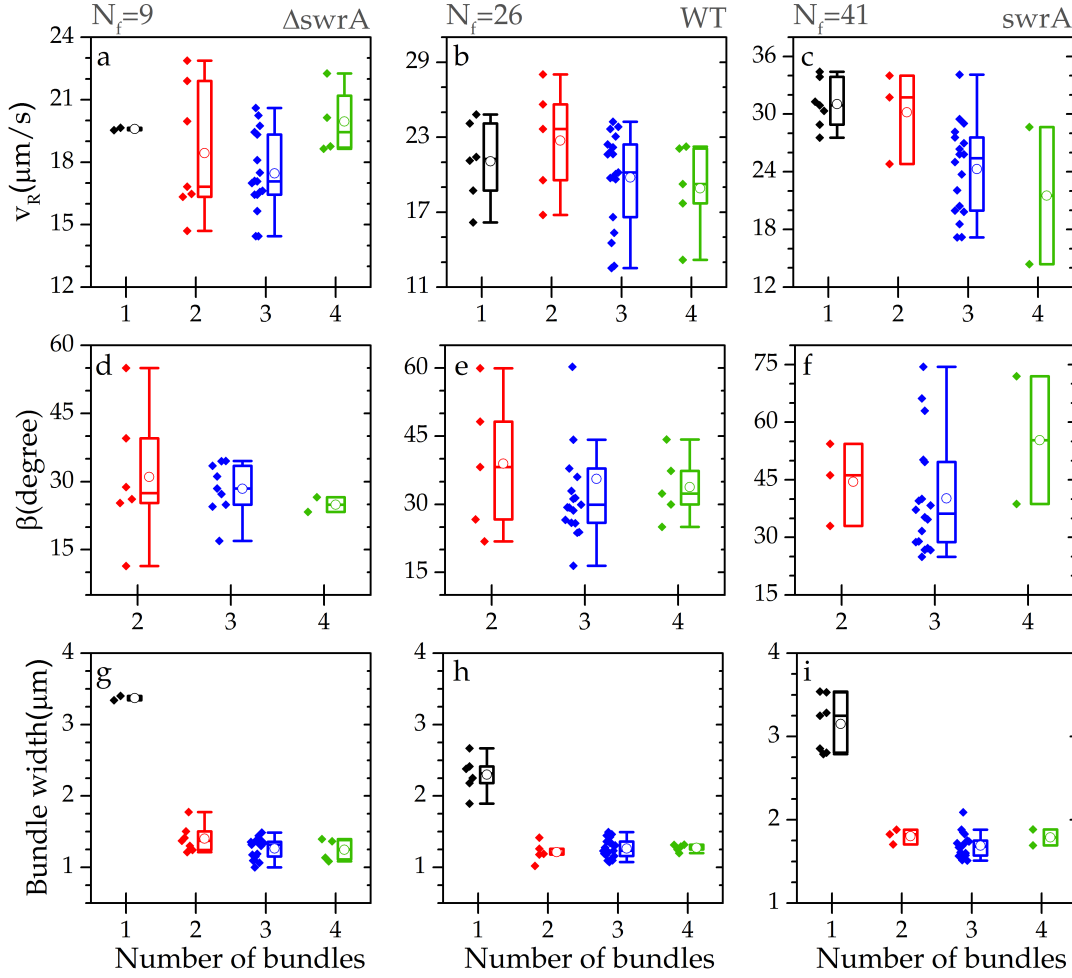 N_f=9 ΔswrA N_f=26 WT N_f=41 swrA
a b c
v_R(μm/s)
24 21 18 15 12
29 23 17 11
36 30 24 18 12
1 2 3 4 1 2 3 4 1 2 3 4
d e f
β(degree)
60 45 30 15
60 45 30 15
75 60 45 30 15
2 3 4 2 3 4 2 3 4
g h i
Bundle width(μm)
4 3 2 1
4 3 2 1
4 3 2 1
1 2 3 4 1 2 3 4 1 2 3 4
Number of bundles Number of bundles Number of bundles